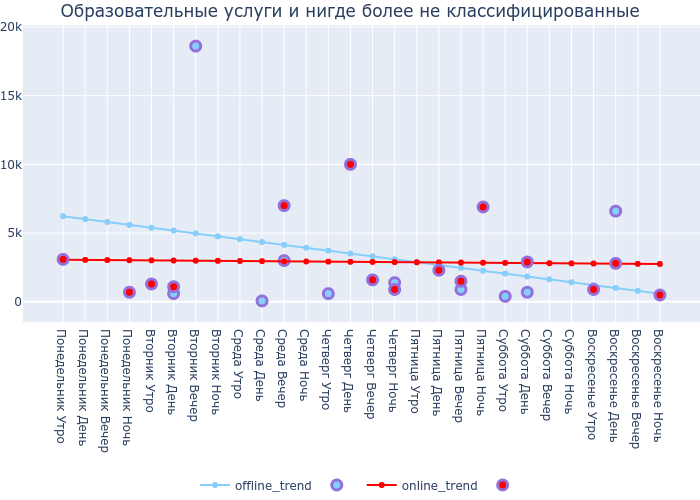 Образовательные услуги и нигде более не классифицированные
20k
15k
10k
5k
0
Понедельник Утро
Понедельник День
Понедельник Вечер
Понедельник Ночь
Вторник Утро
Вторник День
Вторник Вечер
Вторник Ночь
Среда Утро
Среда День
Среда Вечер
Среда Ночь
Четверг Утро
Четверг День
Четверг Вечер
Четверг Ночь
Пятница Утро
Пятница День
Пятница Вечер
Пятница Ночь
Суббота Утро
Суббота День
Суббота Вечер
Суббота Ночь
Воскресенье Утро
Воскресенье День
Воскресенье Вечер
Воскресенье Ночь
offline_trend
online_trend